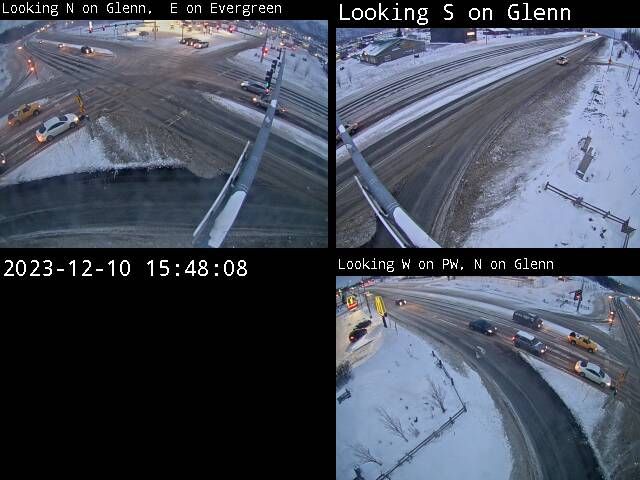 Looking N on Glenn,  E on Evergreen
Looking S on Glenn
2023-12-10 15:48:08
Looking W on PW, N on Glenn